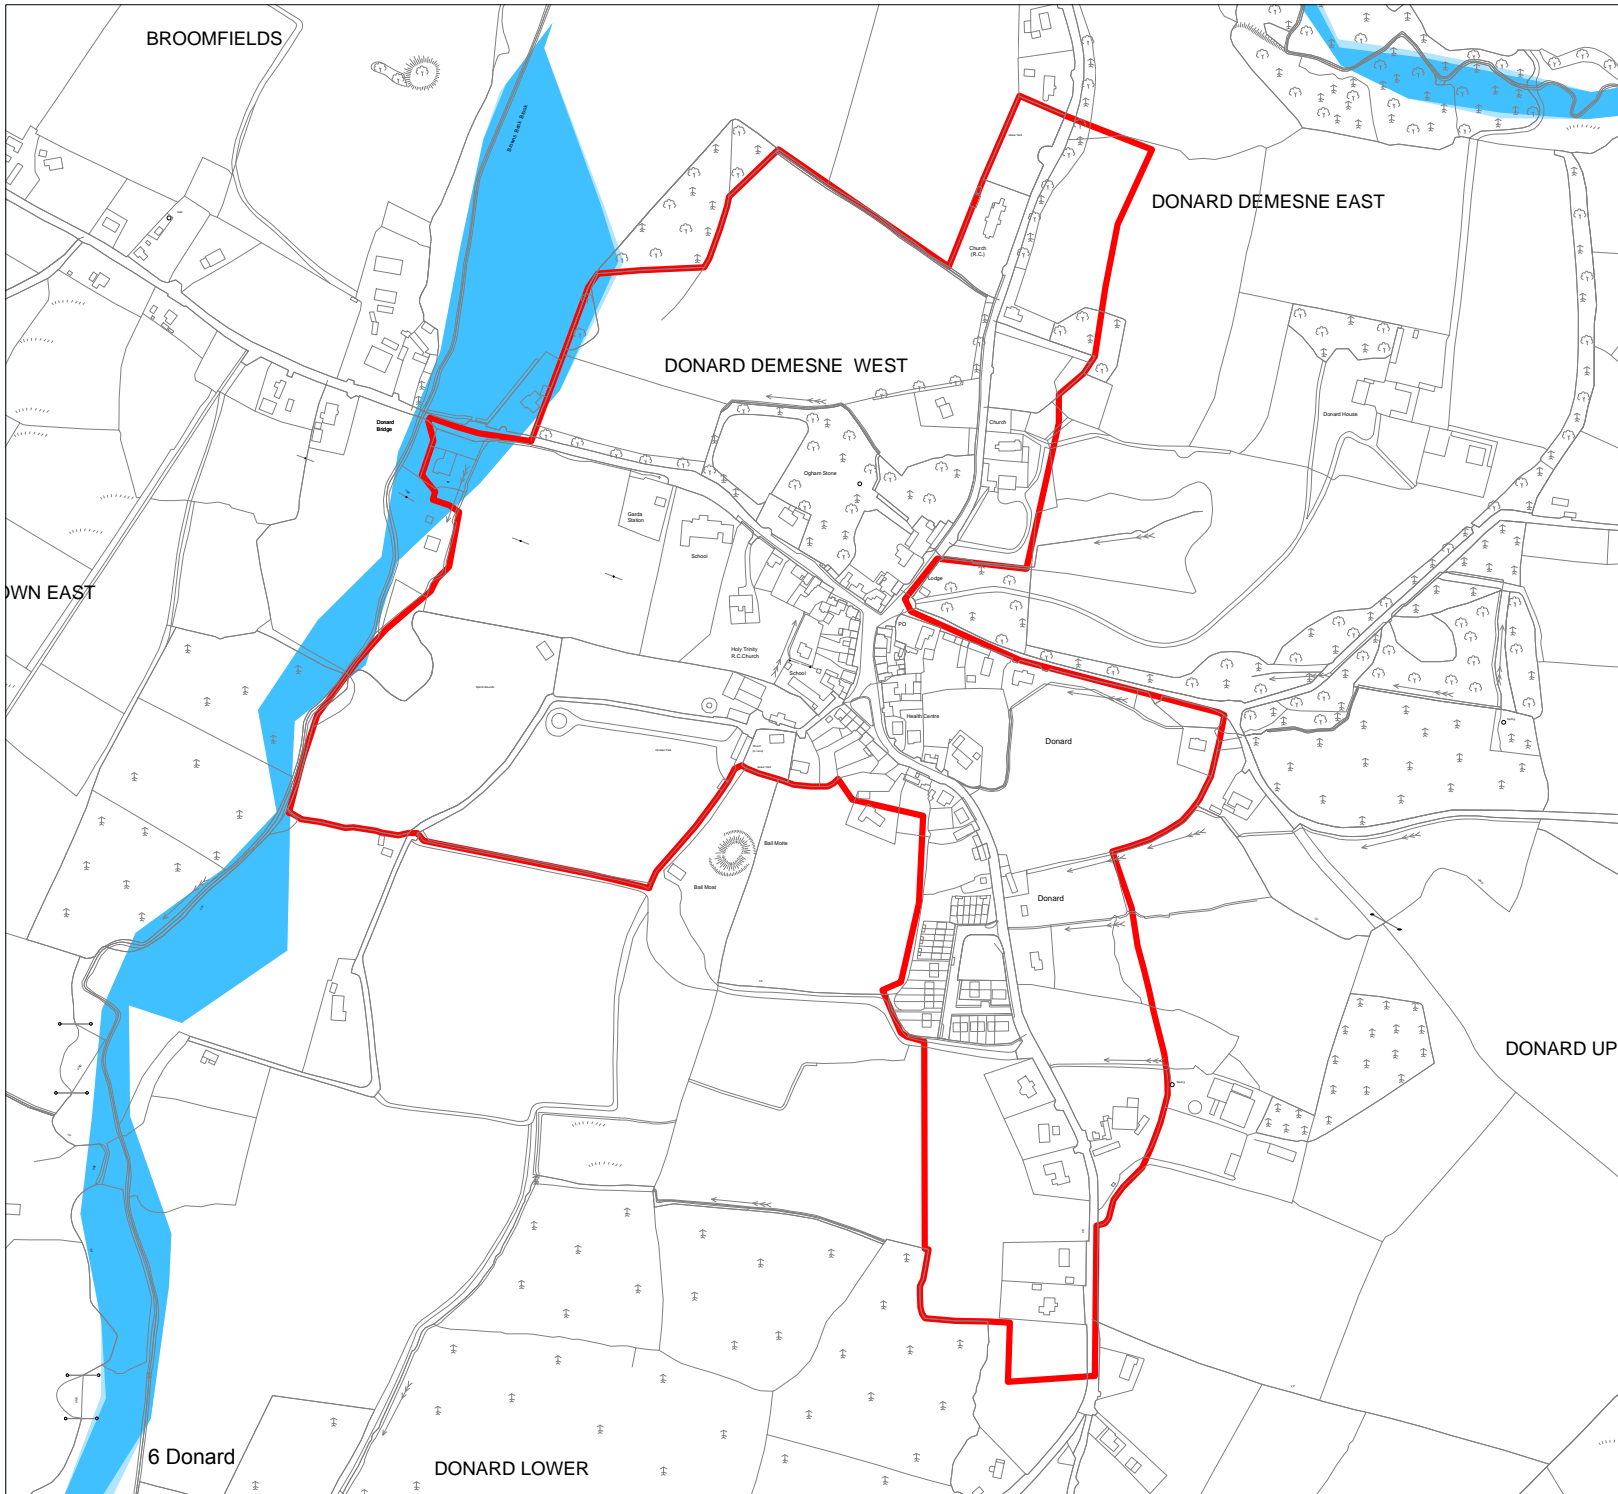 BROOMFIELDS
DONARD DEMESNE EAST
Church
(R.C.)
DONARD DEMESNE WEST
Donard
Bridge
Church
Donard House
Ogham Stone
Garda
Station
School
Lodge
OWN EAST
PO
Holy Trinity
R.C.Church
School
Health Centre
Donard
Ball Motte
Ball Moat
Donard
DONARD UP
6 Donard
DONARD LOWER